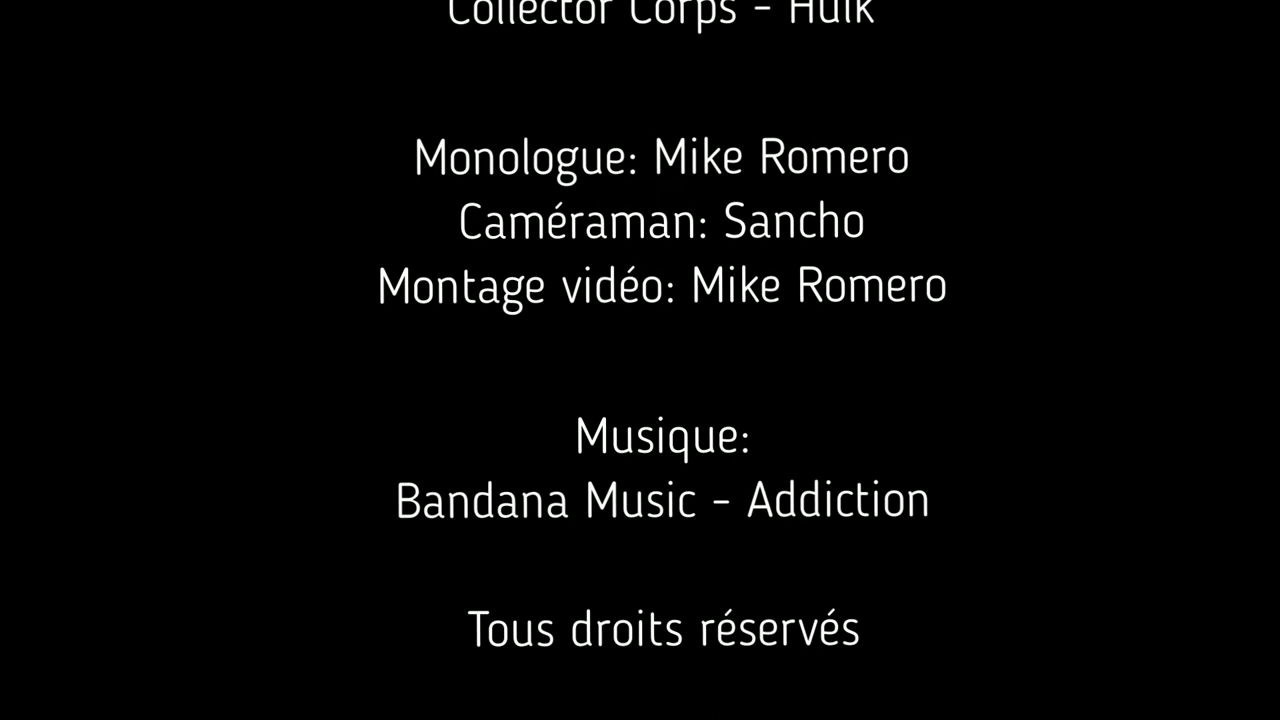 Collector Corps - Hulk
Monologue: Mike Romero
Caméraman: Sancho
Montage vidéo: Mike Romero
Musique:
Bandana Music - Addiction
Tous droits réservés